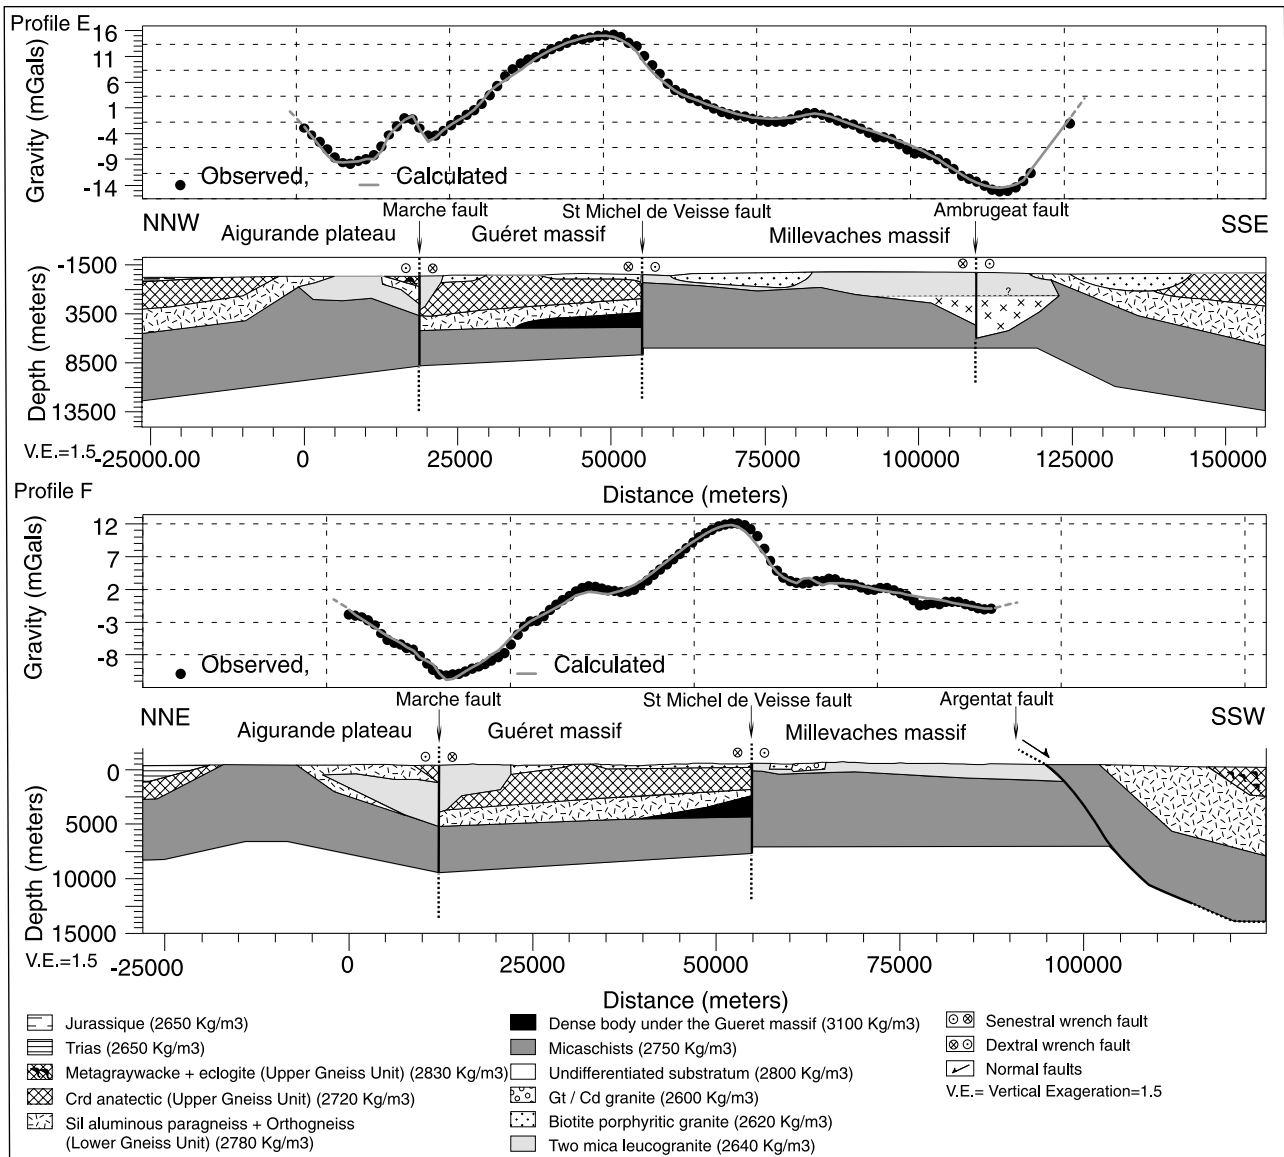 Profile E
16
11
6
1
-4
-9
-14
Gravity (mGals)
Observed,
Calculated
NNW
Marche fault
St Michel de Veisse fault
Ambrugeat fault
SSE
Aigurande plateau
Guéret massif
Millevaches massif
-1500
3500
8500
13500
Depth (meters)
?
V.E.=1.5
-25000.00
0
25000
50000
75000
100000
125000
150000
Distance (meters)
Profile F
12
7
2
-3
-8
Gravity (mGals)
Observed,
Calculated
NNE
Marche fault
St Michel de Veisse fault
Argentat fault
SSW
Aigurande plateau
Guéret massif
Millevaches massif
0
5000
10000
15000
Depth (meters)
V.E.=1.5
-25000
0
25000
50000
75000
100000
Distance (meters)
Jurassique (2650 Kg/m3)
Trias (2650 Kg/m3)
Metagraywacke + eclogite (Upper Gneiss Unit) (2830 Kg/m3)
Crd anatectic (Upper Gneiss Unit) (2720 Kg/m3)
Sil aluminous paragneiss + Orthogneiss
(Lower Gneiss Unit) (2780 Kg/m3)
Dense body under the Gueret massif (3100 Kg/m3)
Micaschists (2750 Kg/m3)
Undifferentiated substratum (2800 Kg/m3)
Gt / Cd granite (2600 Kg/m3)
Biotite porphyritic granite (2620 Kg/m3)
Two mica leucogranite (2640 Kg/m3)
Senestral wrench fault
Dextral wrench fault
Normal faults
V.E.= Vertical Exageration=1.5